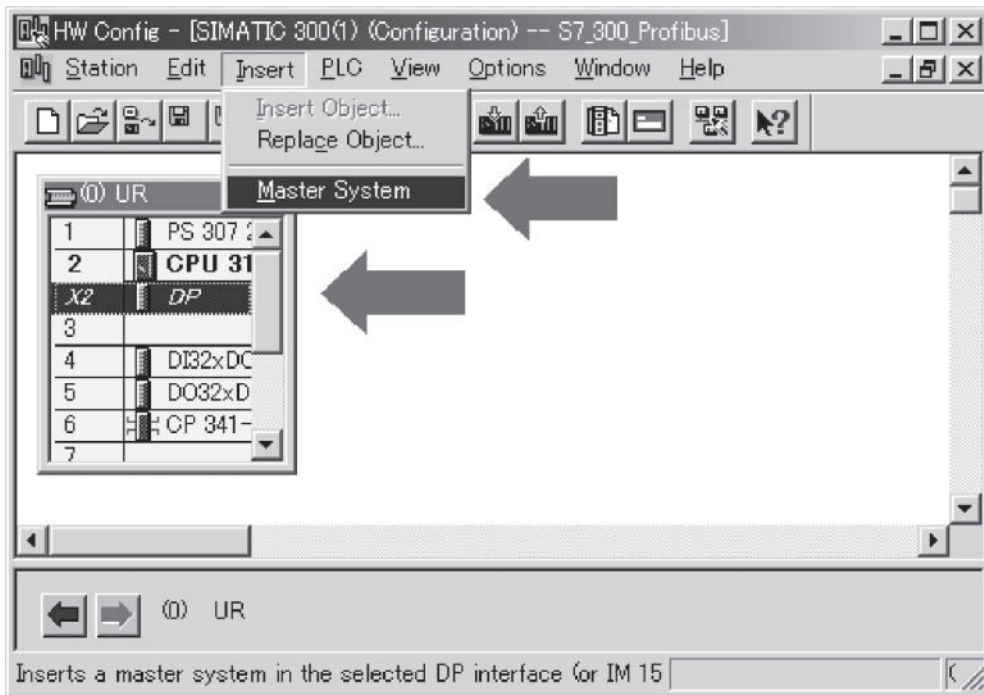 HW Config - [SIMATIC 300(1) (Configuration) -- S7_300_Profibus]
Station Edit Insert PLC View Options Window Help
Insert Object...
Replace Object...
Master System
(0) UR
1 PS 307 2
2 CPU 31
X2 DP
3
4 DI32xDO
5 DO32xD
6 CP 341-
7
(0) UR
Inserts a master system in the selected DP interface (or IM 15